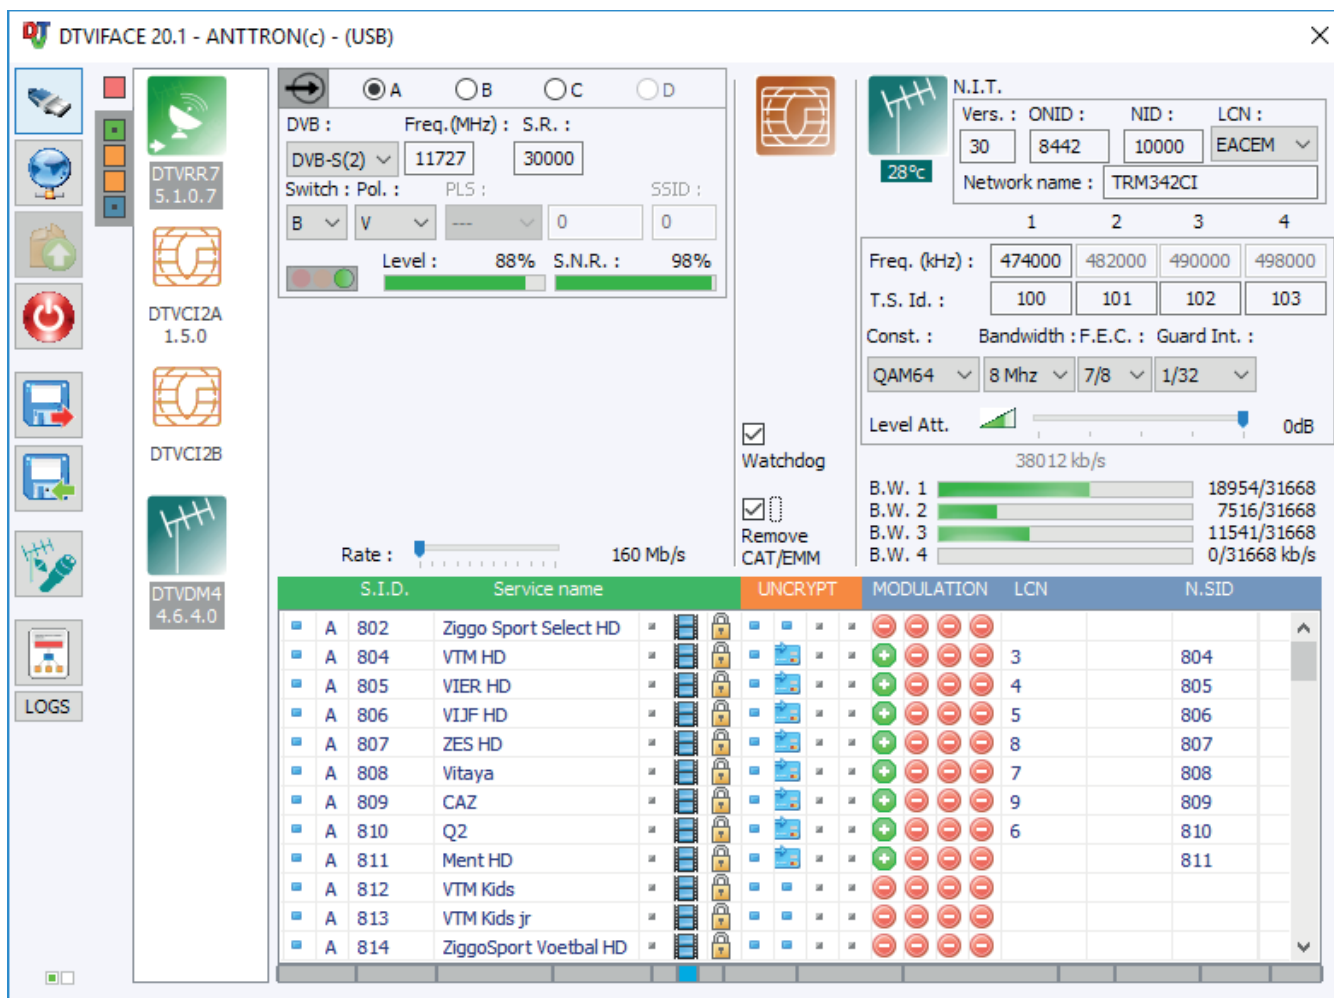 DTVIFACE 20.1 - ANTTRON(c) - (USB)
LOGS
DTVRR7
5.1.0.7
DTVCI2A
1.5.0
DTVCI2B
DTVDM4
4.6.4.0
A B C D
DVB : Freq.(MHz) : S.R. :
DVB-S(2) 11727 30000
Switch : Pol. : PLS : SSID :
B V --- 0 0
Level : 88% S.N.R. : 98%
Rate : 160 Mb/s
Watchdog
Remove
CAT/EMM
28ºc
N.I.T.
Vers. : ONID : NID : LCN :
30 8442 10000 EACEM
Network name : TRM342CI
1 2 3 4
Freq. (kHz) : 474000 482000 490000 498000
T.S. Id. : 100 101 102 103
Const. : Bandwidth : F.E.C. : Guard Int. :
QAM64 8 Mhz 7/8 1/32
Level Att. 0dB
38012 kb/s
B.W. 1 18954/31668
B.W. 2 7516/31668
B.W. 3 11541/31668
B.W. 4 0/31668 kb/s
S.I.D. Service name UNCRYPT MODULATION LCN N.SID
A 802 Ziggo Sport Select HD
A 804 VTM HD 3 804
A 805 VIER HD 4 805
A 806 VIJF HD 5 806
A 807 ZES HD 8 807
A 808 Vitaya 7 808
A 809 CAZ 9 809
A 810 Q2 6 810
A 811 Ment HD 811
A 812 VTM Kids
A 813 VTM Kids jr
A 814 ZiggoSport Voetbal HD